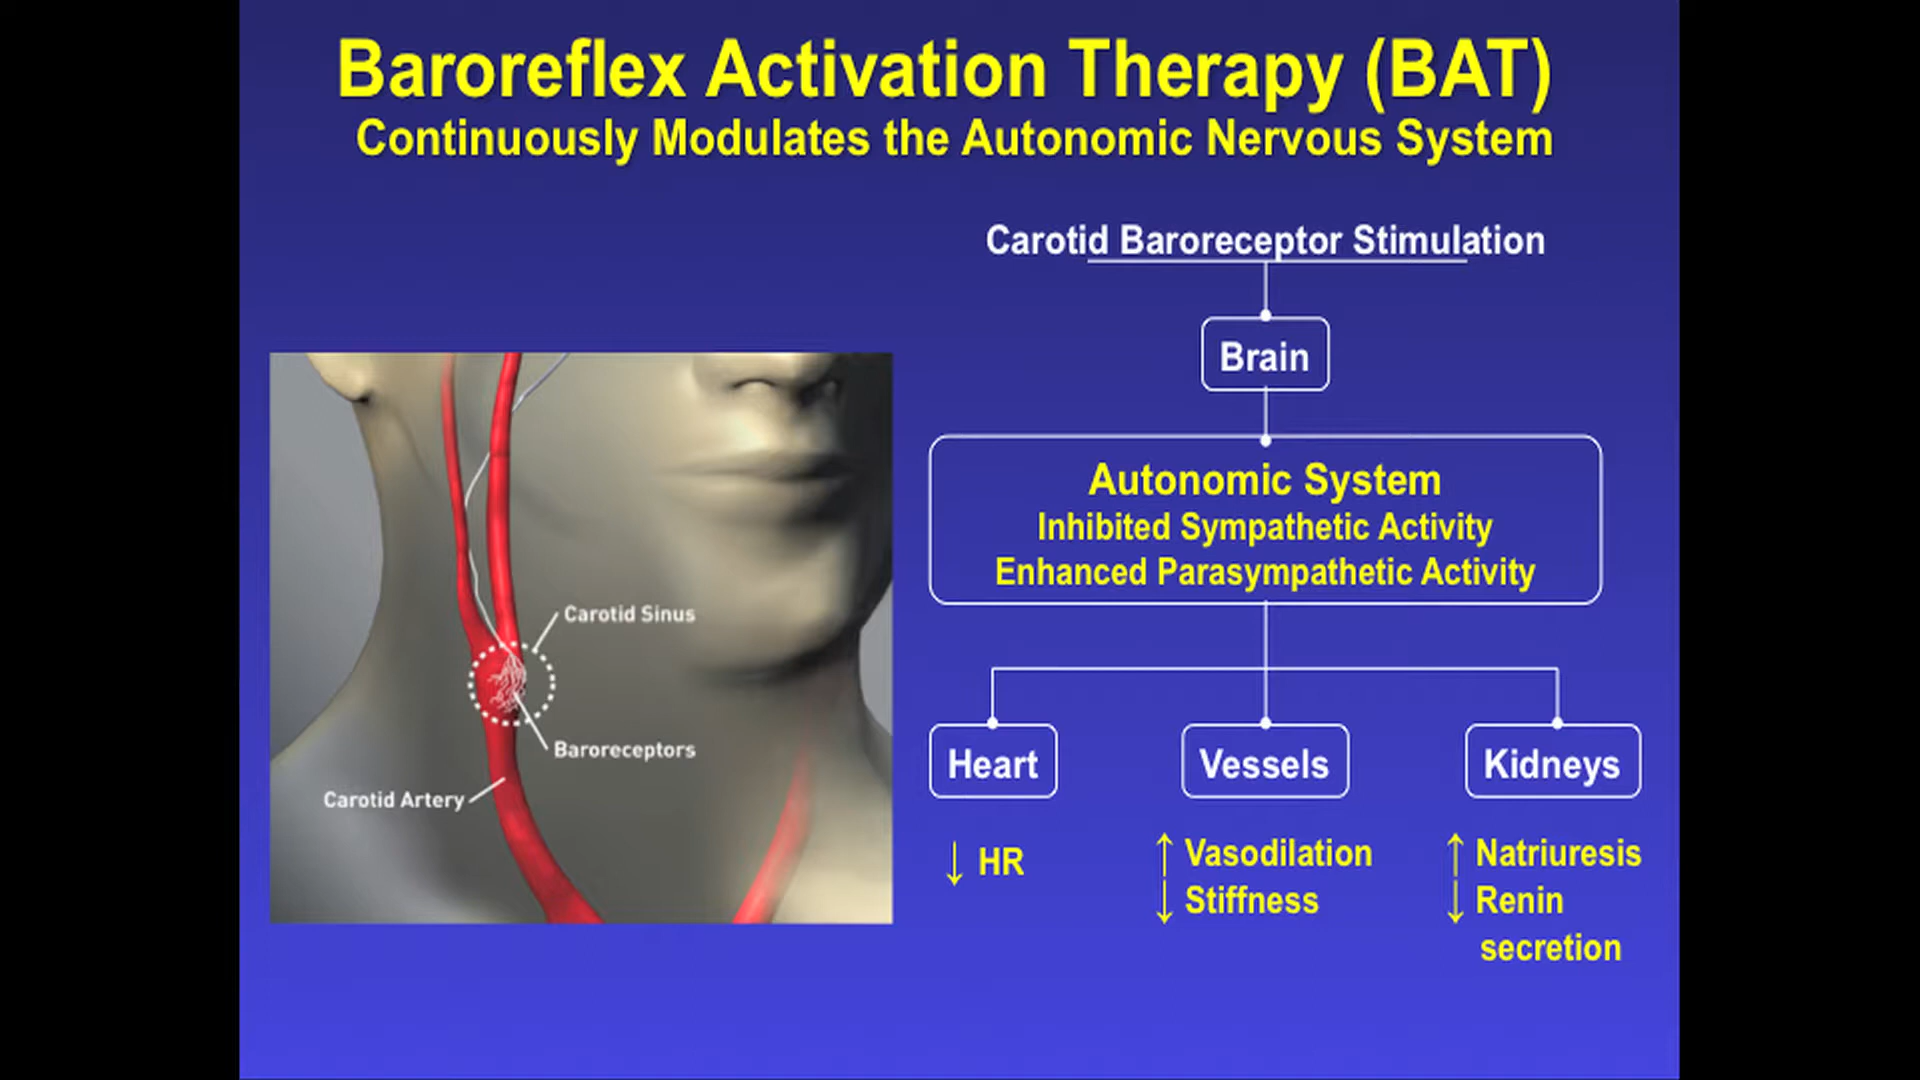 Baroreflex Activation Therapy (BAT)
Continuously Modulates the Autonomic Nervous System
Carotid Baroreceptor Stimulation
Brain
Autonomic System
Inhibited Sympathetic Activity
Enhanced Parasympathetic Activity
Carotid Sinus
Baroreceptors
Carotid Artery
Heart
↓ HR
Vessels
↑ Vasodilation
↓ Stiffness
Kidneys
↑ Natriuresis
↓ Renin
secretion